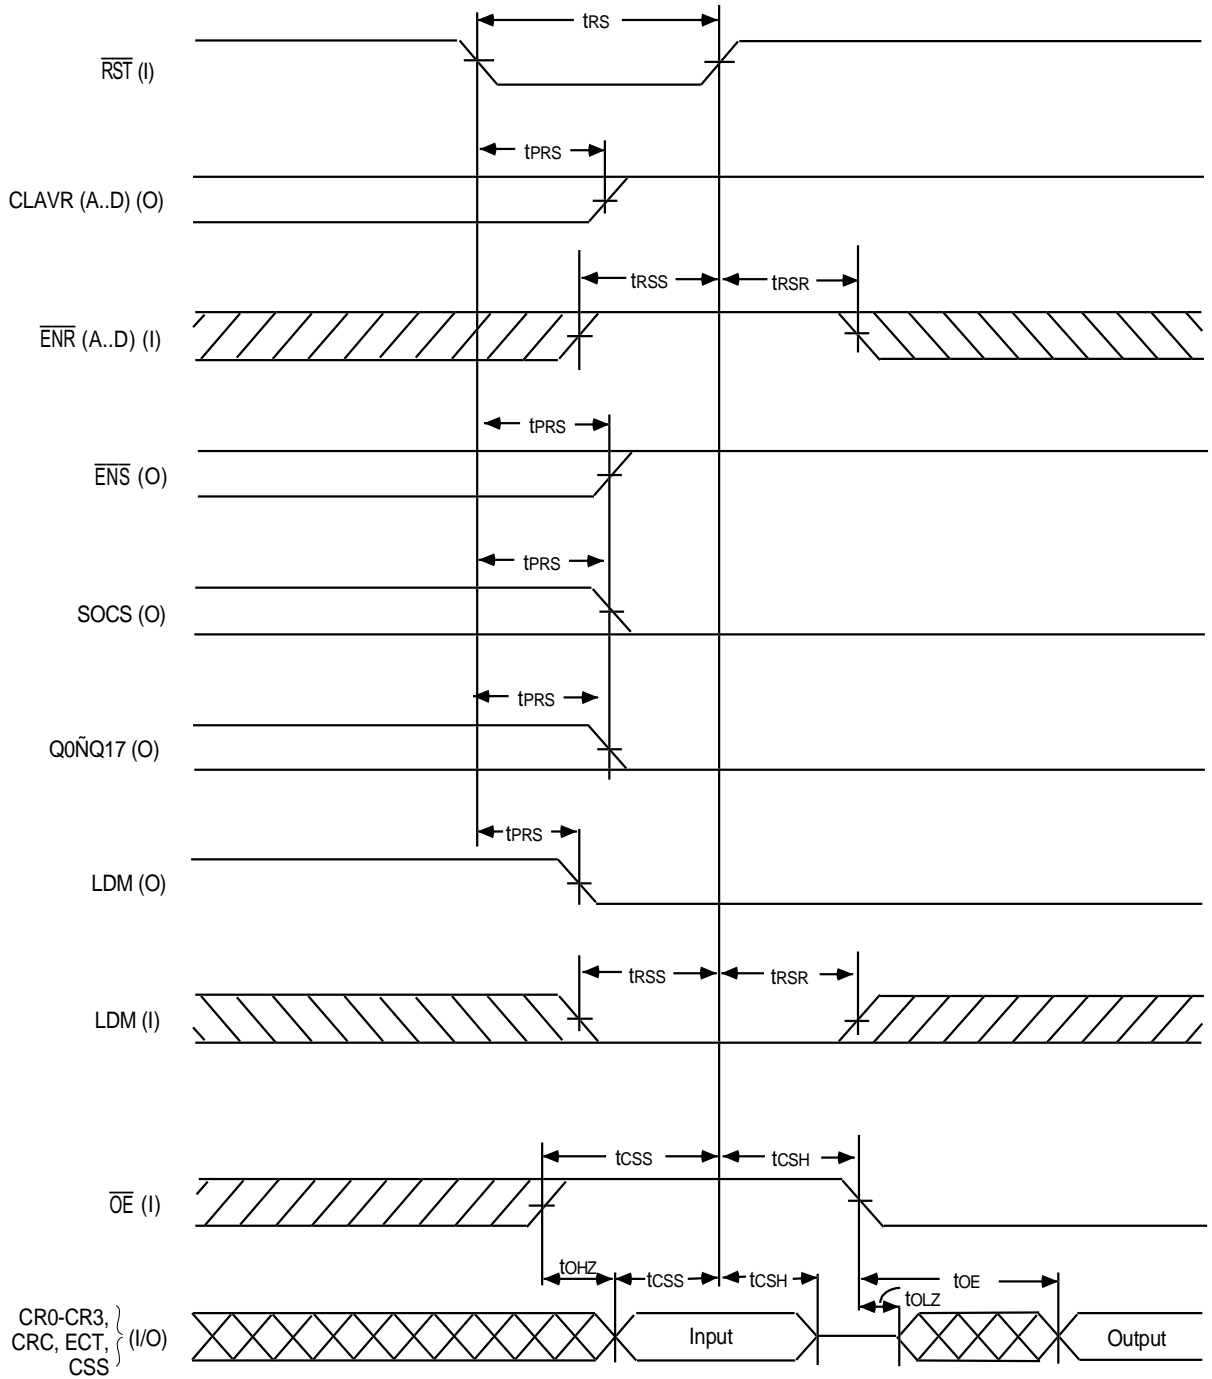 tRS
RST (I)
tPRS
CLAVR (A..D) (O)
tRSS tRSR
ENR (A..D) (I)
tPRS
ENS (O)
tPRS
SOCS (O)
tPRS
Q0ÑQ17 (O)
tPRS
LDM (O)
tRSS tRSR
LDM (I)
tCSS tCSH
OE (I)
tOHZ tCSS tCSH tOE
tOLZ
CR0-CR3,
CRC, ECT, (I/O) Input Output
CSS